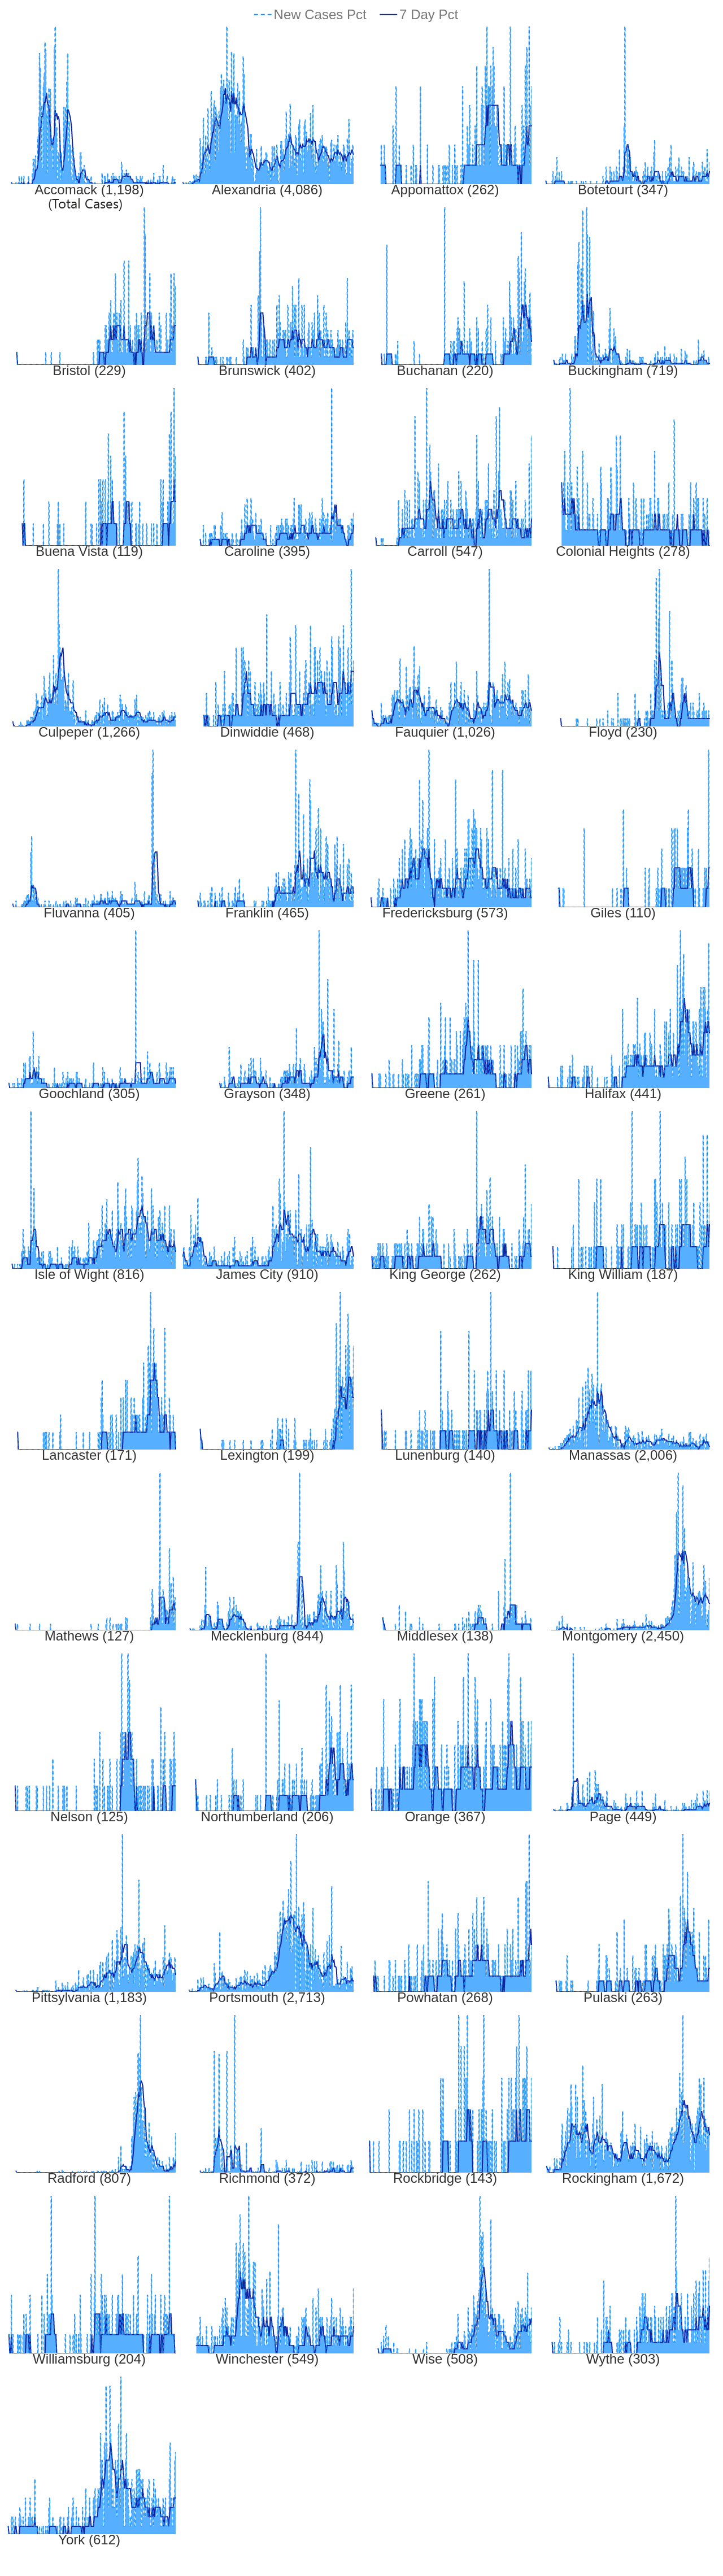 New Cases Pct 7 Day Pct
Accomack (1,198) Alexandria (4,086) Appomattox (262) Botetourt (347)
(Total Cases)
Bristol (229) Brunswick (402) Buchanan (220) Buckingham (719)
Buena Vista (119) Caroline (395) Carroll (547) Colonial Heights (278)
Culpeper (1,266) Dinwiddie (468) Fauquier (1,026) Floyd (230)
Fluvanna (405) Franklin (465) Fredericksburg (573) Giles (110)
Goochland (305) Grayson (348) Greene (261) Halifax (441)
Isle of Wight (816) James City (910) King George (262) King William (187)
Lancaster (171) Lexington (199) Lunenburg (140) Manassas (2,006)
Mathews (127) Mecklenburg (844) Middlesex (138) Montgomery (2,450)
Nelson (125) Northumberland (206) Orange (367) Page (449)
Pittsylvania (1,183) Portsmouth (2,713) Powhatan (268) Pulaski (263)
Radford (807) Richmond (372) Rockbridge (143) Rockingham (1,672)
Williamsburg (204) Winchester (549) Wise (508) Wythe (303)
York (612)